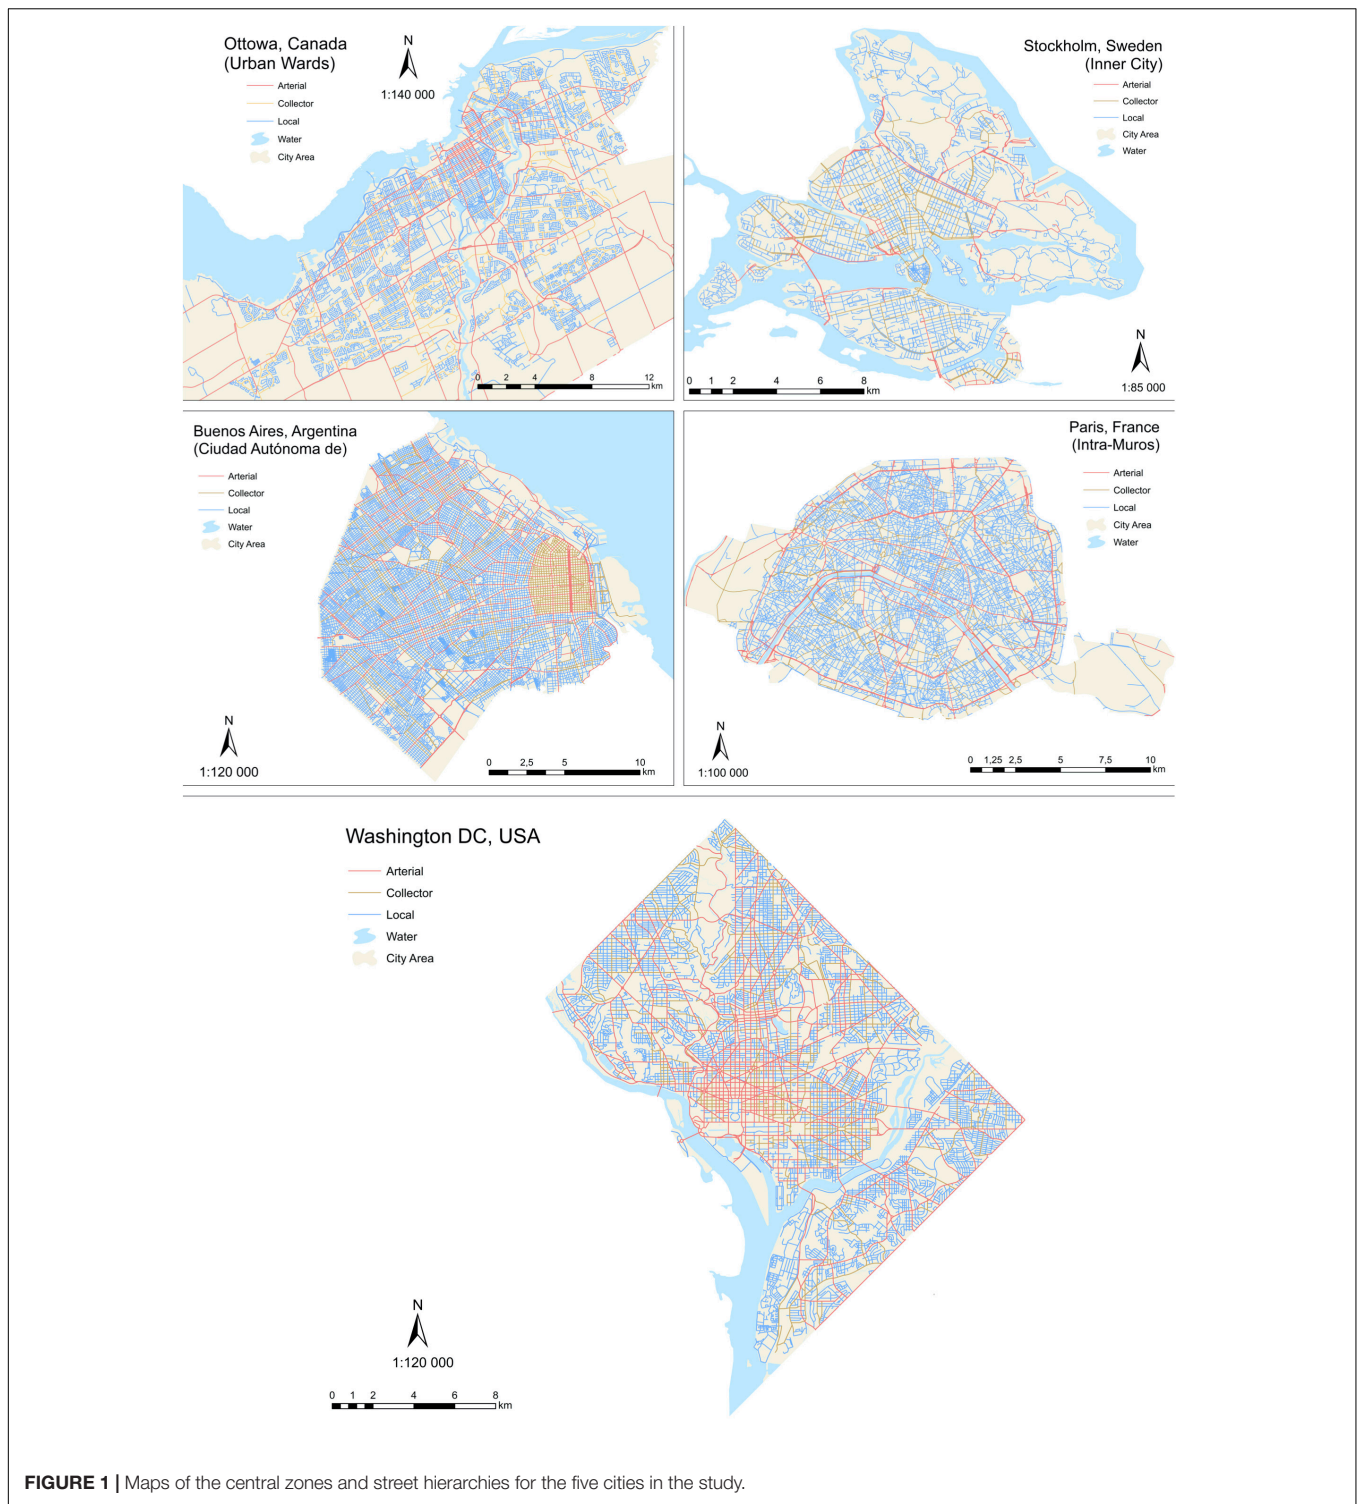 Ottowa, Canada
(Urban Wards)
Arterial
Collector
Local
Water
City Area
N
1:140 000
0 2 4 8 12
km
Stockholm, Sweden
(Inner City)
Arterial
Collector
Local
City Area
Water
N
1:85 000
0 1 2 4 6 8
km
Buenos Aires, Argentina
(Ciudad Autónoma de)
Arterial
Collector
Local
Water
City Area
N
1:120 000
0 2,5 5 10
km
Paris, France
(Intra-Muros)
Arterial
Collector
Local
City Area
Water
N
1:100 000
0 1,25 2,5 5 7,5 10
km
Washington DC, USA
Arterial
Collector
Local
Water
City Area
N
1:120 000
0 1 2 4 6 8
km
FIGURE 1 | Maps of the central zones and street hierarchies for the five cities in the study.